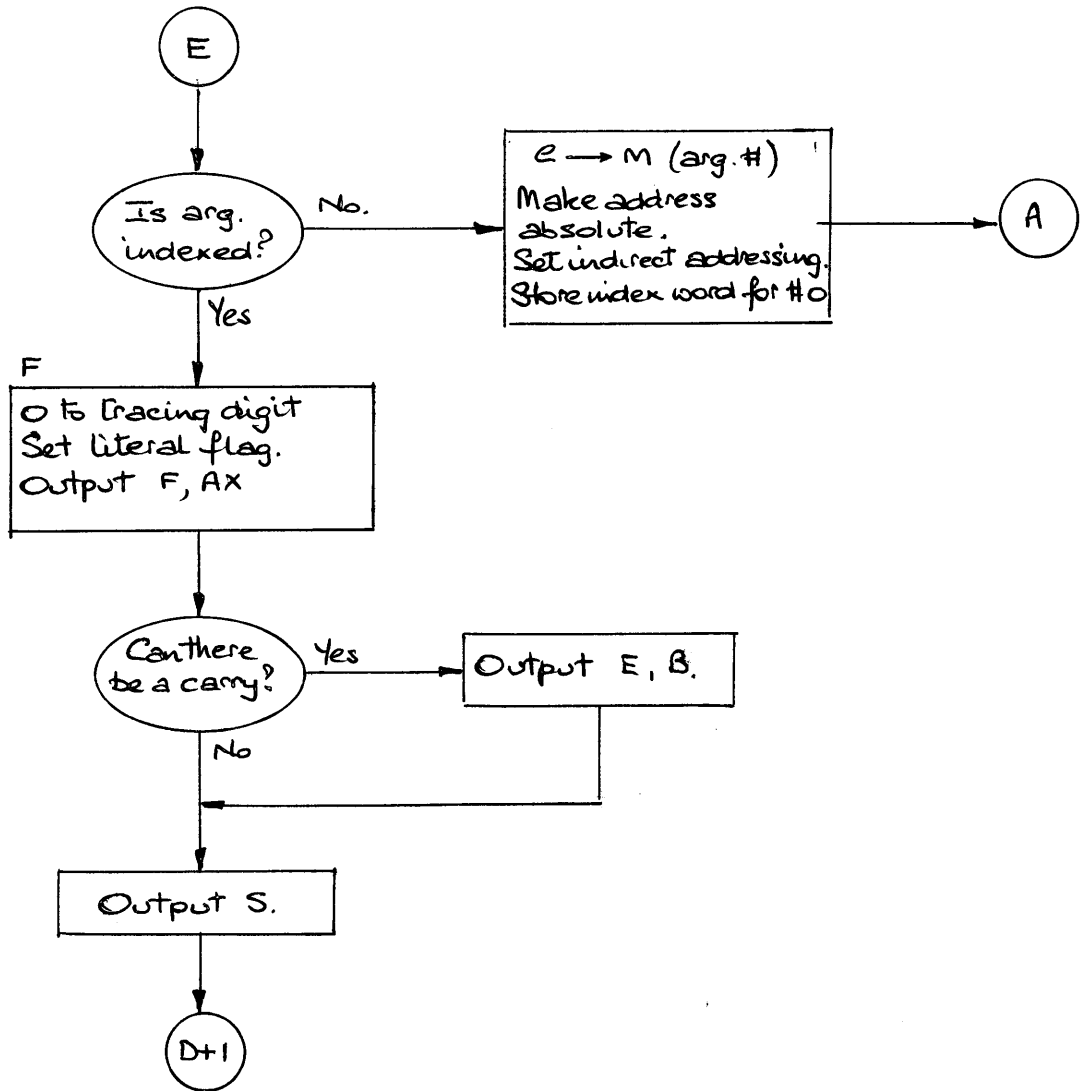 E
Is arg.
indexed?
No.
e → M (arg. #)
Make address
absolute.
Set indirect addressing.
Store index word for #0
A
Yes
F
0 to tracing digit
Set literal flag.
Output F, AX
Can there
be a carry?
Yes
Output E, B.
No
Output S.
D+1